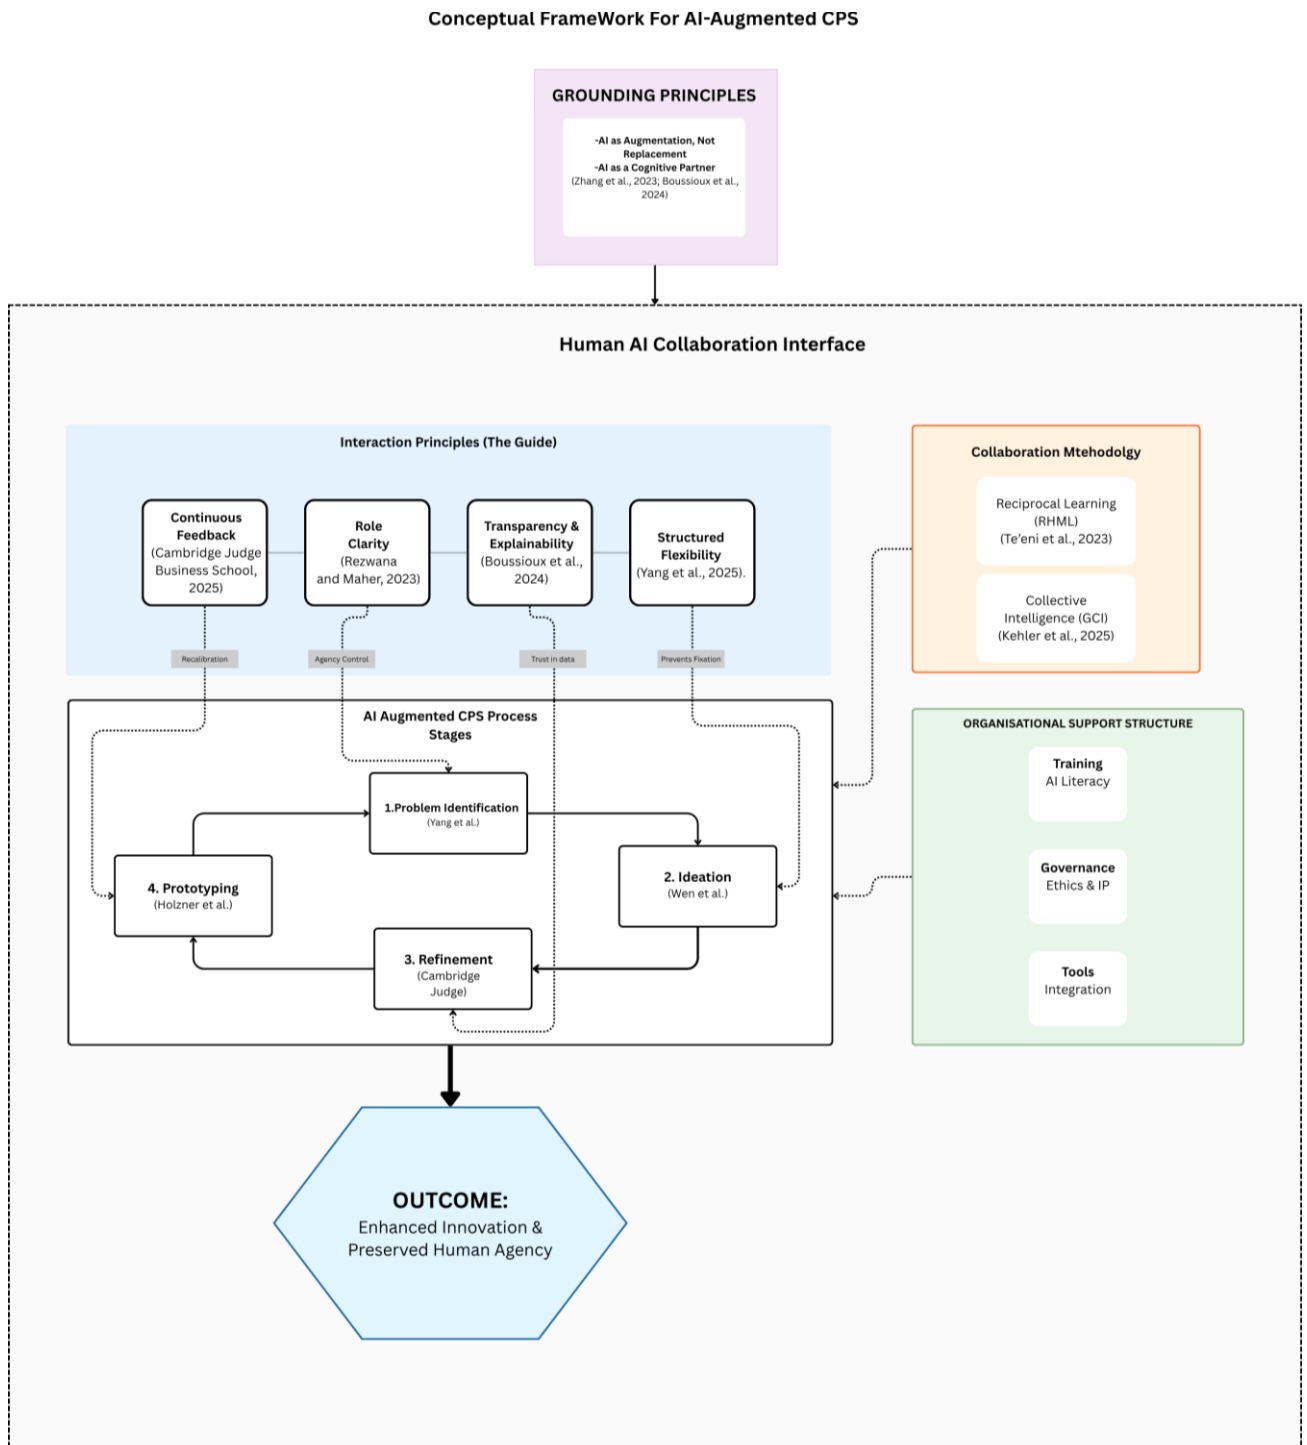 Conceptual FrameWork For AI-Augmented CPS
GROUNDING PRINCIPLES
-AI as Augmentation, Not
Replacement
-AI as a Cognitive Partner
(Zhang et al., 2023; Boussioux et al.,
2024)
Human AI Collaboration Interface
Interaction Principles (The Guide)
Continuous
Feedback
(Cambridge Judge
Business School,
2025)
Role
Clarity
(Rezwana
and Maher, 2023)
Transparency &
Explainability
(Boussioux et al.,
2024)
Structured
Flexibility
(Yang et al., 2025).
Recalibration
Agency Control
Trust in data
Prevents Fixation
Collaboration Mtehodolgy
Reciprocal Learning
(RHML)
(Te'eni et al., 2023)
Collective
Intelligence (GCI)
(Kehler et al., 2025)
AI Augmented CPS Process
Stages
1.Problem Identification
(Yang et al.)
2. Ideation
(Wen et al.)
3. Refinement
(Cambridge
Judge)
4. Prototyping
(Holzner et al.)
ORGANISATIONAL SUPPORT STRUCTURE
Training
AI Literacy
Governance
Ethics & IP
Tools
Integration
OUTCOME:
Enhanced Innovation &
Preserved Human Agency